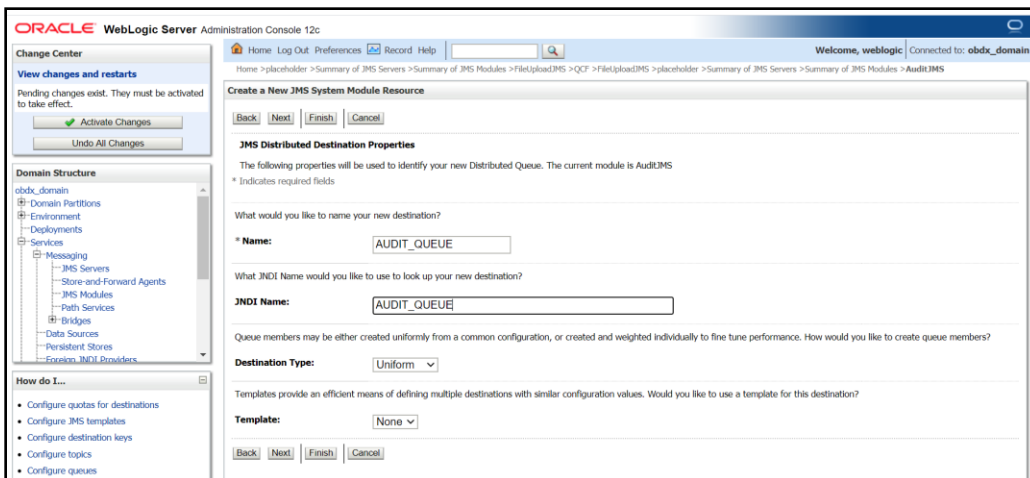 ORACLE WebLogic Server Administration Console 12c
Change Center
View changes and restarts
Pending changes exist. They must be activated
to take effect.
Activate Changes
Undo All Changes
Domain Structure
obdx_domain
Domain Partitions
Environment
Deployments
Services
Messaging
JMS Servers
Store-and-Forward Agents
JMS Modules
Path Services
Bridges
Data Sources
Persistent Stores
Foreign JNDI Providers
How do I...
Configure quotas for destinations
Configure JMS templates
Configure destination keys
Configure topics
Configure queues
Home Log Out Preferences Record Help
Welcome, weblogic Connected to: obdx_domain
Home >placeholder >Summary of JMS Servers >Summary of JMS Modules >FileUploadJMS >QCF >FileUploadJMS >placeholder >Summary of JMS Servers >Summary of JMS Modules >AuditJMS
Create a New JMS System Module Resource
Back Next Finish Cancel
JMS Distributed Destination Properties
The following properties will be used to identify your new Distributed Queue. The current module is AuditJMS
* Indicates required fields
What would you like to name your new destination?
* Name: AUDIT_QUEUE
What JNDI Name would you like to use to look up your new destination?
JNDI Name: AUDIT_QUEUE
Queue members may be either created uniformly from a common configuration, or created and weighted individually to fine tune performance. How would you like to create queue members?
Destination Type: Uniform
Templates provide an efficient means of defining multiple destinations with similar configuration values. Would you like to use a template for this destination?
Template: None
Back Next Finish Cancel